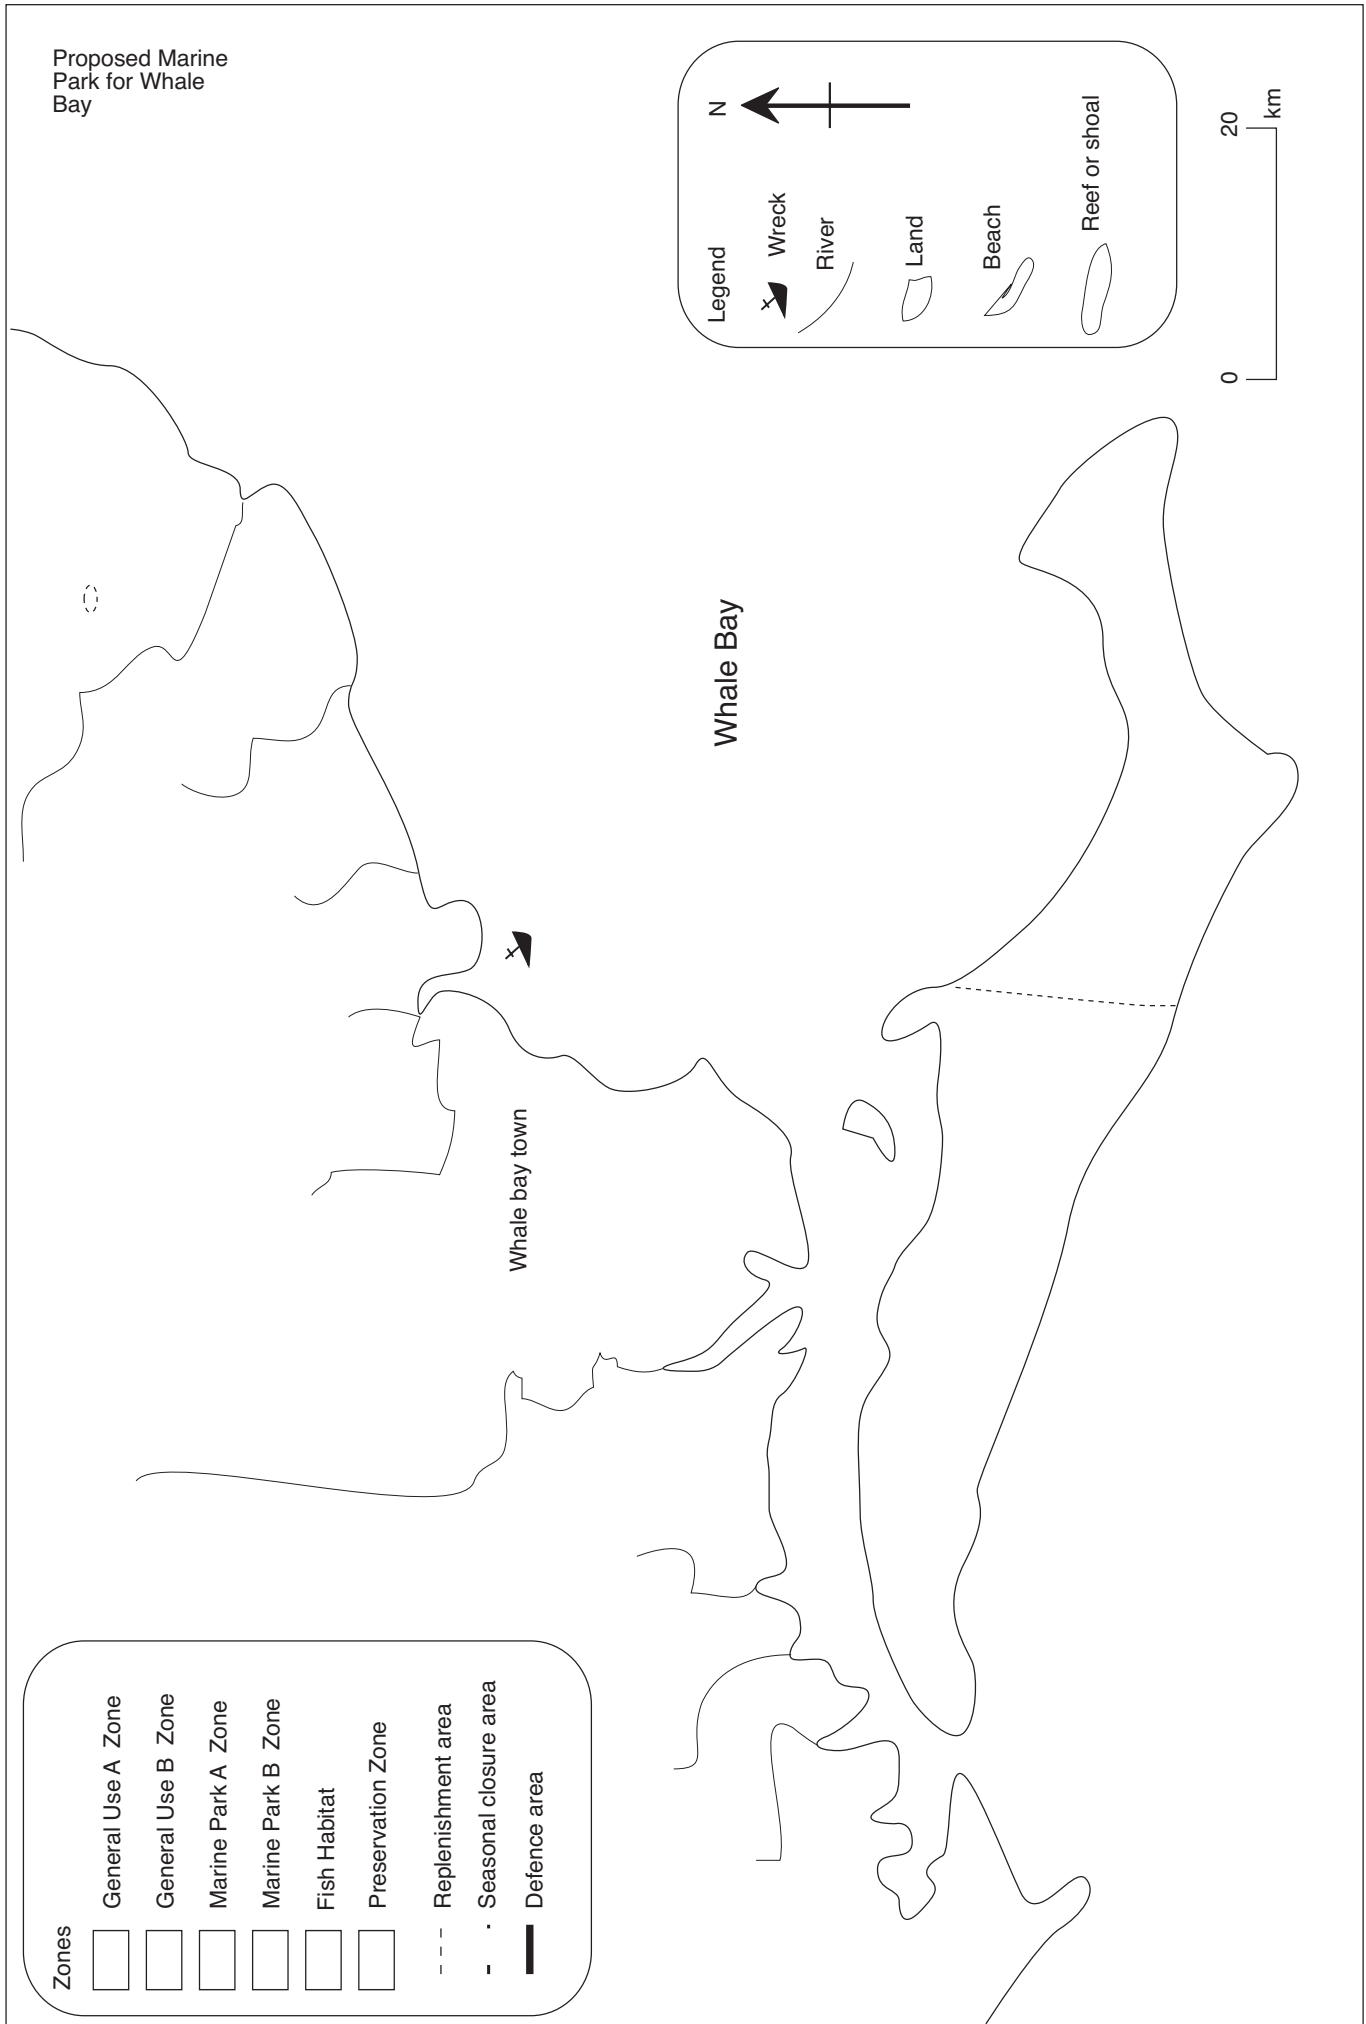 Proposed Marine
Park for Whale
Bay
Zones
General Use A Zone
General Use B Zone
Marine Park A Zone
Marine Park B Zone
Fish Habitat
Preservation Zone
Replenishment area
Seasonal closure area
Defence area
Whale bay town
Whale Bay
Legend
N
Wreck
River
Land
Beach
Reef or shoal
0
20
km